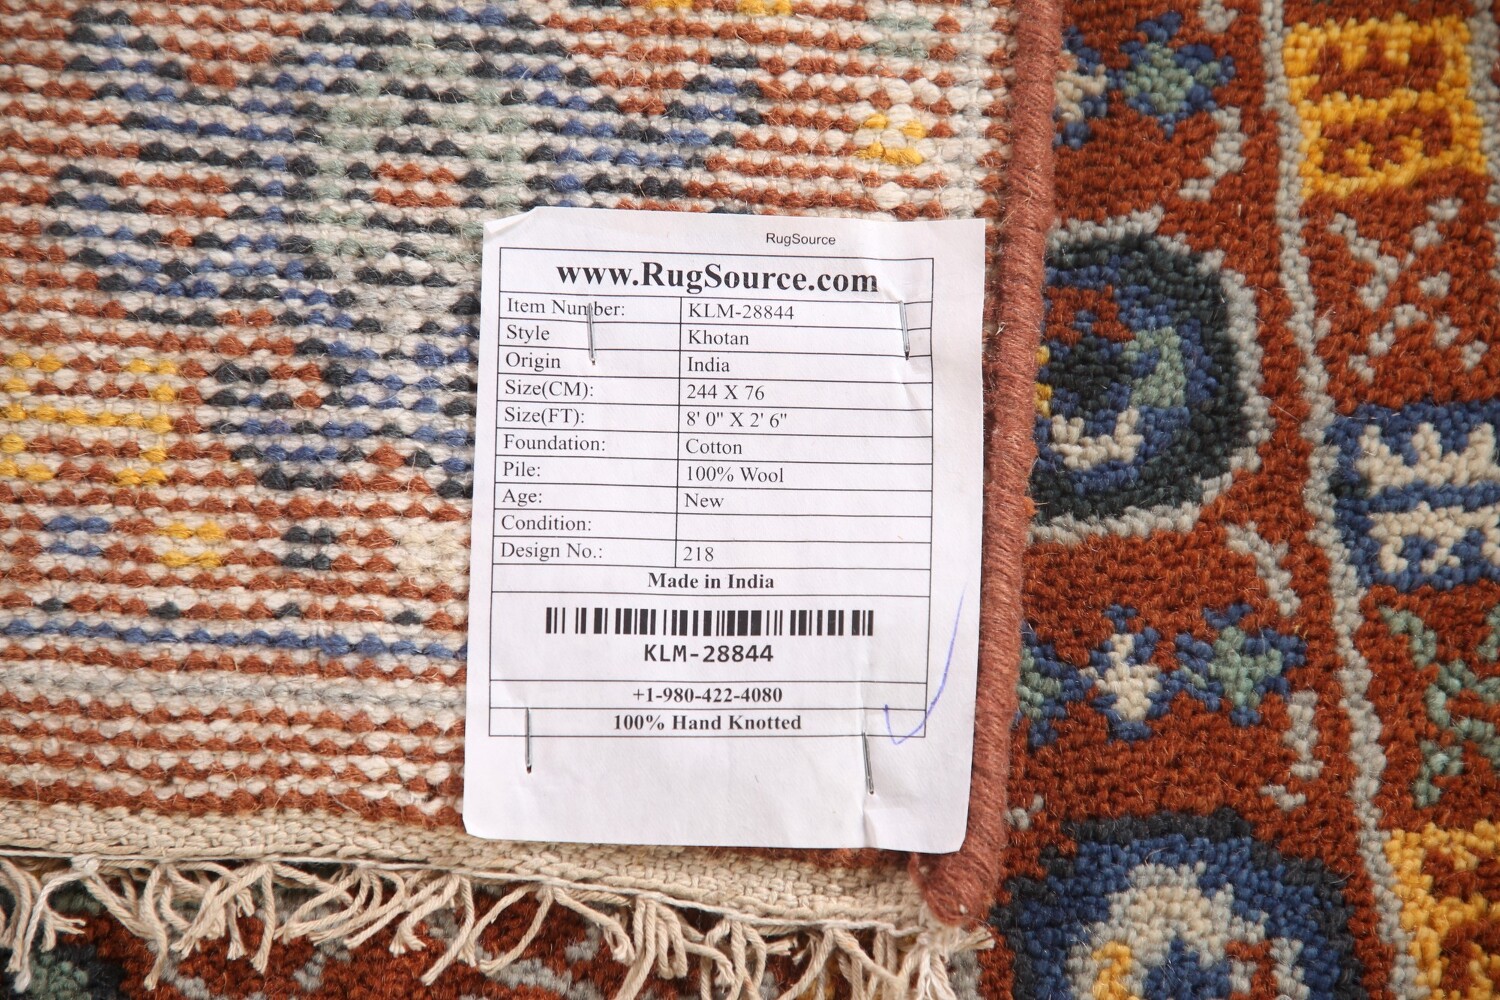 RugSource
www.RugSource.com
Item Number: KLM-28844
Style Khotan
Origin India
Size(CM): 244 X 76
Size(FT): 8' 0" X 2' 6"
Foundation: Cotton
Pile: 100% Wool
Age: New
Condition:
Design No.: 218
Made in India
KLM-28844
+1-980-422-4080
100% Hand Knotted